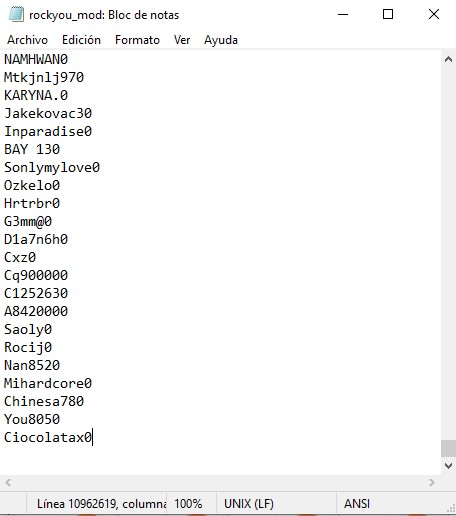 rockyou_mod: Bloc de notas
Archivo Edición Formato Ver Ayuda
NAMHWAN0
Mtkjnlj970
KARYNA.0
Jakekovac30
Inparadise0
BAY 130
Sonlymylove0
Ozkelo0
Hrtrbr0
G3mm@0
D1a7n6h0
Cxz0
Cq900000
C1252630
A8420000
Saoly0
Rocij0
Nan8520
Mihardcore0
Chinesa780
You8050
Ciocolatax0
Línea 10962619, columna 100% UNIX (LF) ANSI